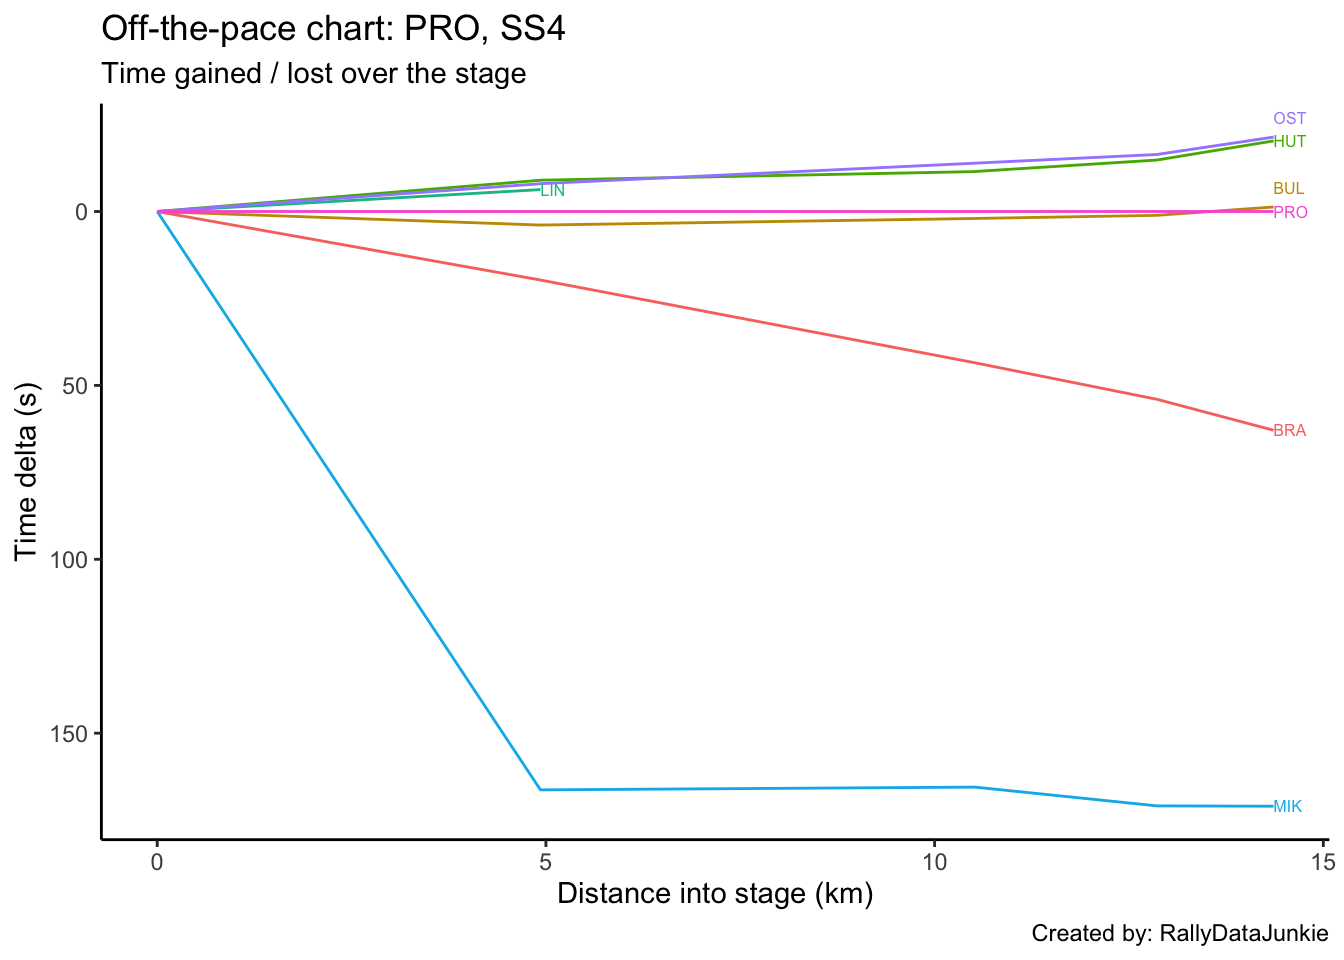 Off-the-pace chart: PRO, SS4
Time gained / lost over the stage
OST
HUT
LIN
BUL
PRO
BRA
MIK
0
50
100
150
Time delta (s)
0
5
10
15
Distance into stage (km)
Created by: RallyDataJunkie